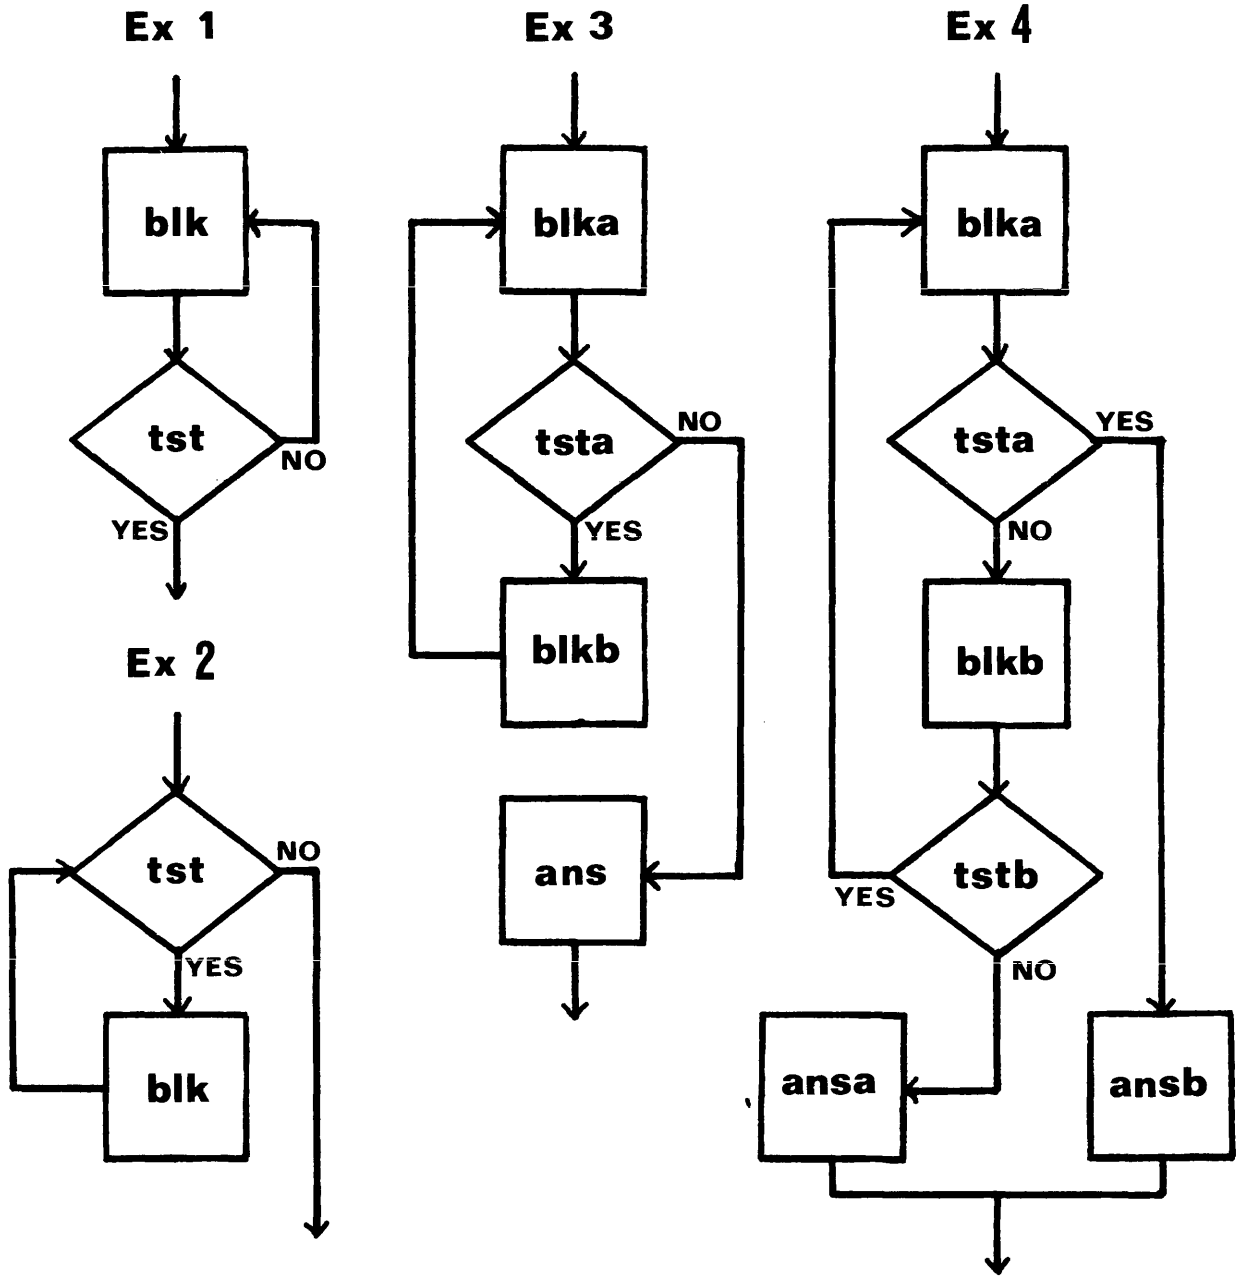 Ex 1
blk
tst
NO
YES
Ex 2
tst
NO
YES
blk
Ex 3
blka
tsta
NO
YES
blkb
ans
Ex 4
blka
tsta
YES
NO
blkb
tstb
YES
NO
ansa
ansb